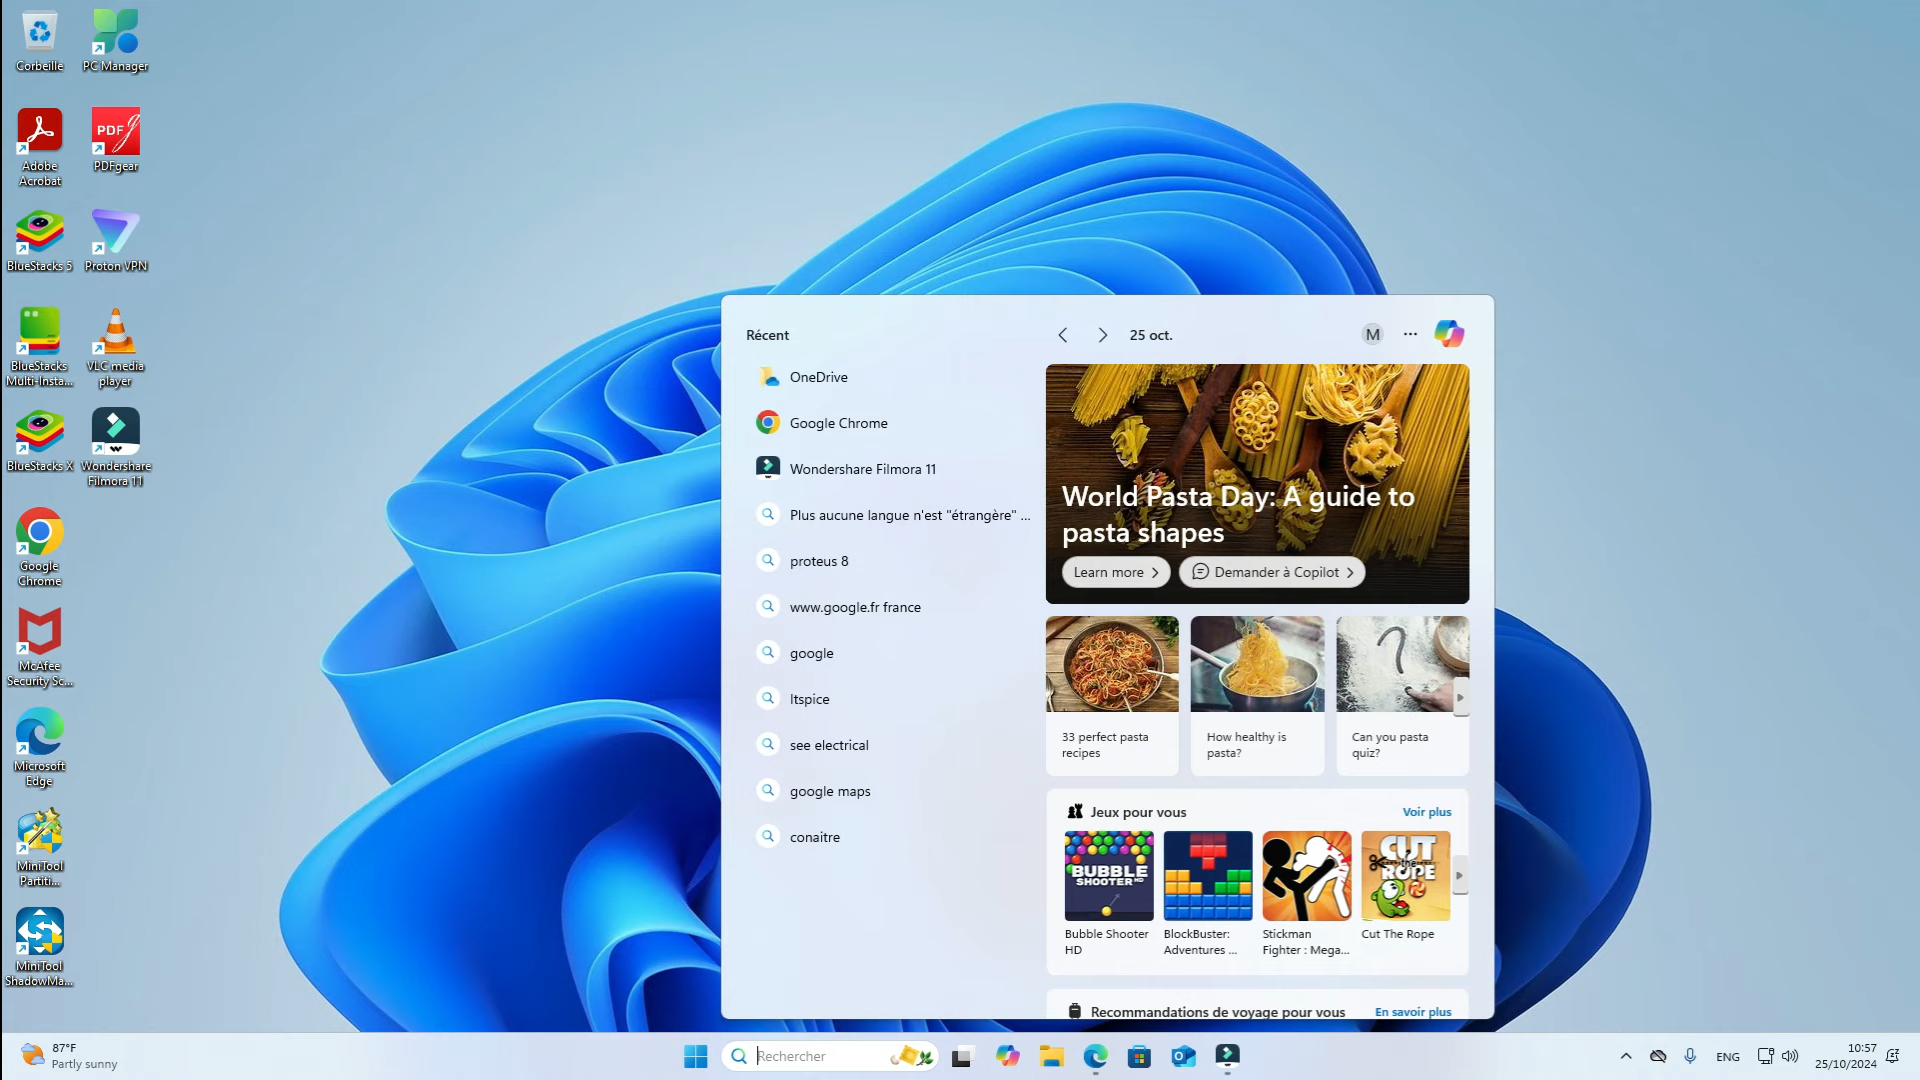 Corbeille
PC Manager
Adobe
Acrobat
PDF
PDFgear
BlueStacks 5
Proton VPN
BlueStacks
Multi-Insta...
VLC media
player
BlueStacks X
Wondershare
Filmora 11
Google
Chrome
McAfee
Security Sc...
Microsoft
Edge
MiniTool
Partiti...
MiniTool
ShadowMa...
Récent
OneDrive
Google Chrome
Wondershare Filmora 11
Plus aucune langue n'est "étrangère" ...
proteus 8
www.google.fr france
google
ltspice
see electrical
google maps
conaitre
25 oct.
M
World Pasta Day: A guide to
pasta shapes
Learn more
Demander à Copilot
33 perfect pasta
recipes
How healthy is
pasta?
Can you pasta
quiz?
Jeux pour vous
Voir plus
BUBBLE
SHOOTER HD
CUT
the
ROPE
Bubble Shooter
HD
BlockBuster:
Adventures ...
Stickman
Fighter : Mega...
Cut The Rope
Recommandations de voyage pour vous
En savoir plus
87°F
Partly sunny
Rechercher
ENG
10:57
25/10/2024